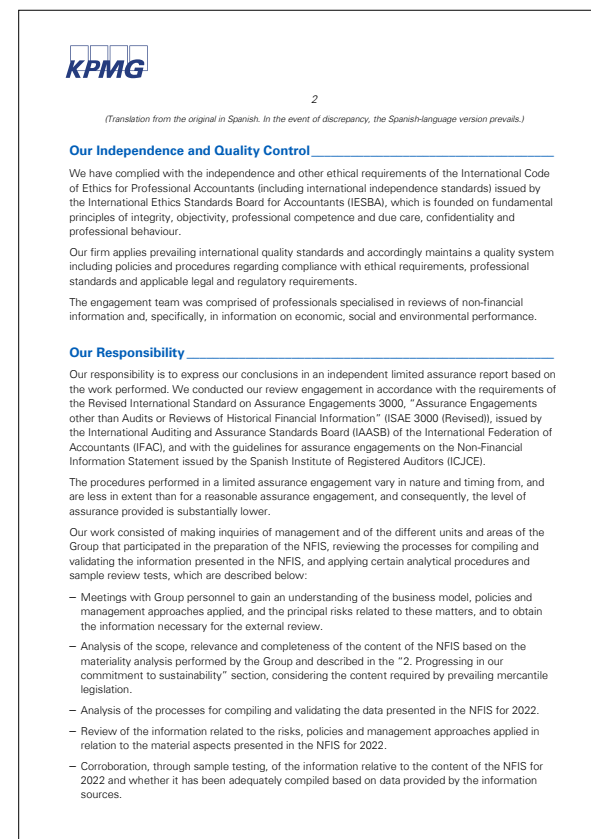 KPMG
2
(Translation from the original in Spanish. In the event of discrepancy, the Spanish-language version prevails.)
Our Independence and Quality Control
We have complied with the independence and other ethical requirements of the International Code
of Ethics for Professional Accountants (including international independence standards) issued by
the International Ethics Standards Board for Accountants (IESBA), which is founded on fundamental
principles of integrity, objectivity, professional competence and due care, confidentiality and
professional behaviour.
Our firm applies prevailing international quality standards and accordingly maintains a quality system
including policies and procedures regarding compliance with ethical requirements, professional
standards and applicable legal and regulatory requirements.
The engagement team was comprised of professionals specialised in reviews of non-financial
information and, specifically, in information on economic, social and environmental performance.
Our Responsibility
Our responsibility is to express our conclusions in an independent limited assurance report based on
the work performed. We conducted our review engagement in accordance with the requirements of
the Revised International Standard on Assurance Engagements 3000, "Assurance Engagements
other than Audits or Reviews of Historical Financial Information" (ISAE 3000 (Revised)), issued by
the International Auditing and Assurance Standards Board (IAASB) of the International Federation of
Accountants (IFAC), and with the guidelines for assurance engagements on the Non-Financial
Information Statement issued by the Spanish Institute of Registered Auditors (ICJCE).
The procedures performed in a limited assurance engagement vary in nature and timing from, and
are less in extent than for a reasonable assurance engagement, and consequently, the level of
assurance provided is substantially lower.
Our work consisted of making inquiries of management and of the different units and areas of the
Group that participated in the preparation of the NFIS, reviewing the processes for compiling and
validating the information presented in the NFIS, and applying certain analytical procedures and
sample review tests, which are described below:
– Meetings with Group personnel to gain an understanding of the business model, policies and
management approaches applied, and the principal risks related to these matters, and to obtain
the information necessary for the external review.
– Analysis of the scope, relevance and completeness of the content of the NFIS based on the
materiality analysis performed by the Group and described in the "2. Progressing in our
commitment to sustainability" section, considering the content required by prevailing mercantile
legislation.
– Analysis of the processes for compiling and validating the data presented in the NFIS for 2022.
– Review of the information related to the risks, policies and management approaches applied in
relation to the material aspects presented in the NFIS for 2022.
– Corroboration, through sample testing, of the information relative to the content of the NFIS for
2022 and whether it has been adequately compiled based on data provided by the information
sources.